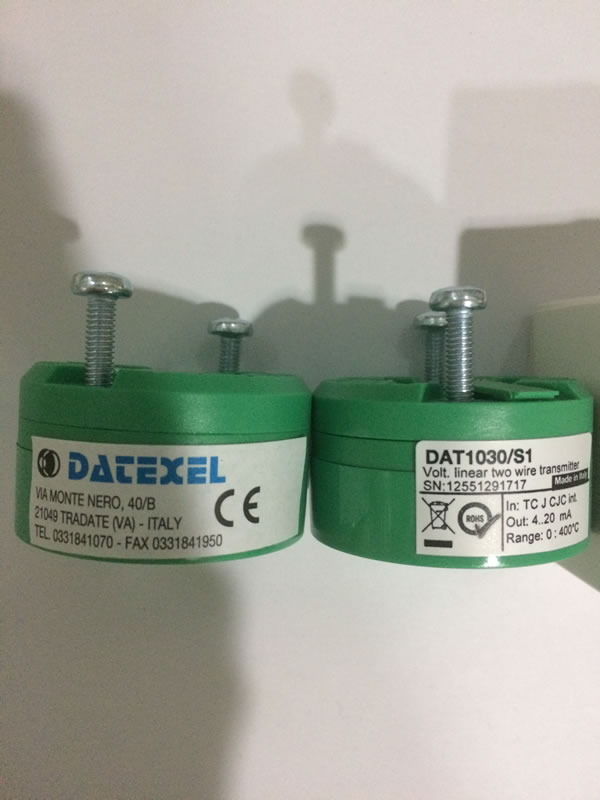 DATEXEL
VIA MONTE NERO, 40/B
21049 TRADATE (VA) - ITALY
TEL. 0331841070 - FAX 0331841950
CE
DAT1030/S1
Volt. linear two wire transmitter
SN:12551291717
Made in Italy
ROHS
In: TC J CJC int.
Out: 4..20 mA
Range: 0 : 400°C